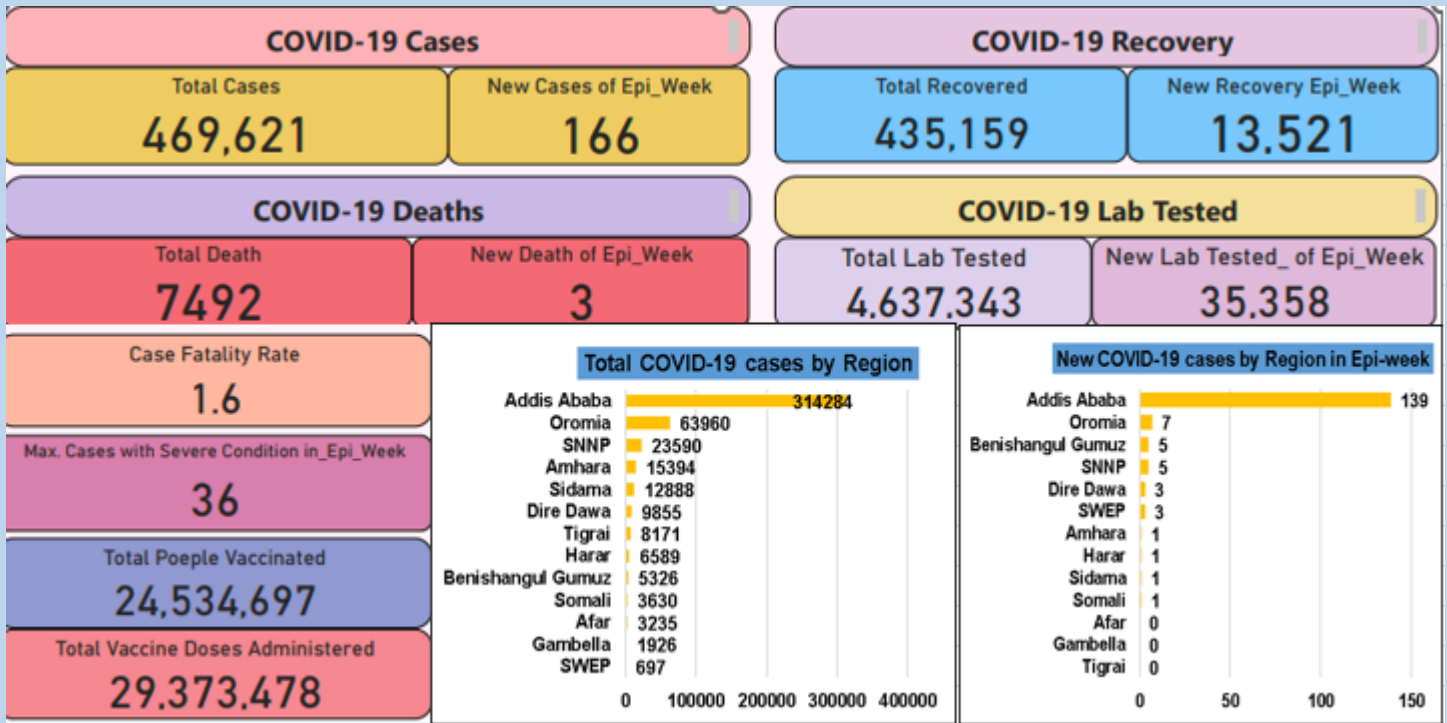 COVID-19 Cases
Total Cases
469,621
New Cases of Epi_Week
166
COVID-19 Recovery
Total Recovered
435,159
New Recovery Epi_Week
13,521
COVID-19 Deaths
Total Death
7492
New Death of Epi_Week
3
COVID-19 Lab Tested
Total Lab Tested
4,637,343
New Lab Tested_ of Epi_Week
35,358
Case Fatality Rate
1.6
Max. Cases with Severe Condition in_Epi_Week
36
Total Poeple Vaccinated
24,534,697
Total Vaccine Doses Administered
29,373,478
Total COVID-19 cases by Region
Addis Ababa 314284
Oromia 63960
SNNP 23590
Amhara 15394
Sidama 12888
Dire Dawa 9855
Tigrai 8171
Harar 6589
Benishangul Gumuz 5326
Somali 3630
Afar 3235
Gambella 1926
SWEP 697
0 100000 200000 300000 400000
New COVID-19 cases by Region in Epi-week
Addis Ababa 139
Oromia 7
Benishangul Gumuz 5
SNNP 5
Dire Dawa 3
SWEP 3
Amhara 1
Harar 1
Sidama 1
Somali 1
Afar 0
Gambella 0
Tigrai 0
0 50 100 150